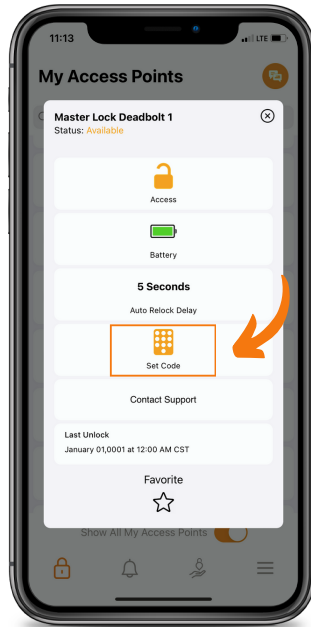 11:13
LTE
My Access Points
Master Lock Deadbolt 1
Status: Available
Access
Battery
5 Seconds
Auto Relock Delay
Set Code
Contact Support
Last Unlock
January 01,0001 at 12:00 AM CST
Favorite
Show All My Access Points